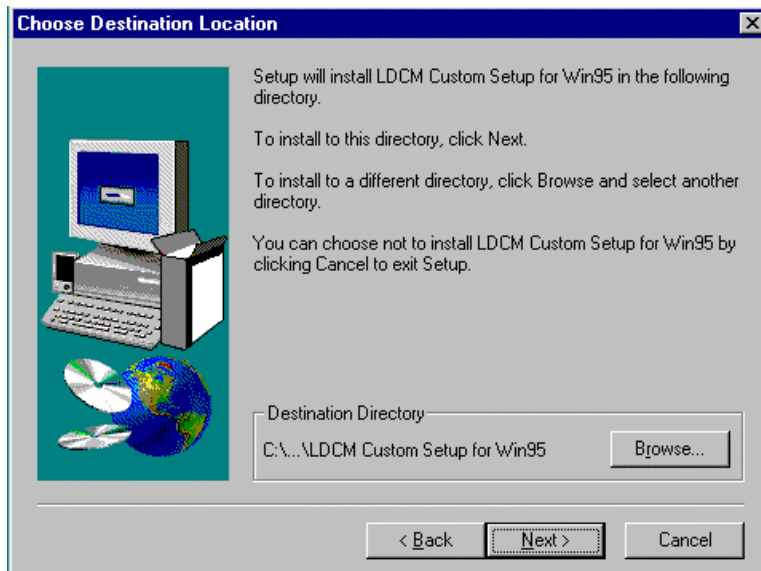 Choose Destination Location
Setup will install LDCM Custom Setup for Win95 in the following
directory.
To install to this directory, click Next.
To install to a different directory, click Browse and select another
directory.
You can choose not to install LDCM Custom Setup for Win95 by
clicking Cancel to exit Setup.
Destination Directory
C:\...\LDCM Custom Setup for Win95
Browse...
< Back
Next >
Cancel